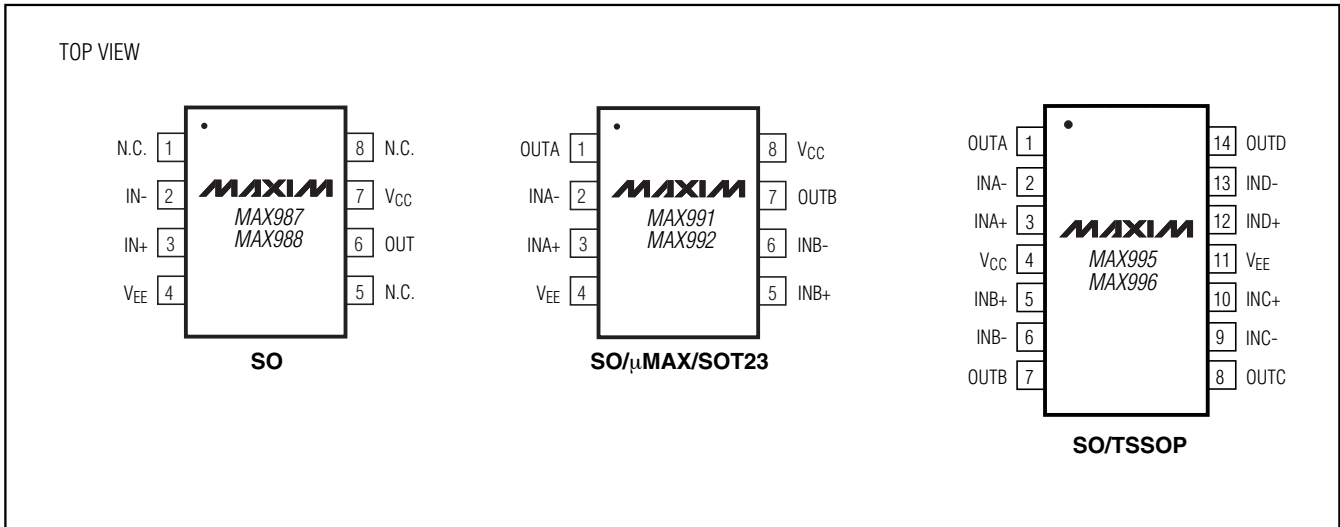 TOP VIEW
N.C. 1
IN- 2
IN+ 3
VEE 4
MAXIM
MAX987
MAX988
8 N.C.
7 VCC
6 OUT
5 N.C.
SO
OUTA 1
INA- 2
INA+ 3
VEE 4
MAXIM
MAX991
MAX992
8 VCC
7 OUTB
6 INB-
5 INB+
SO/μMAX/SOT23
OUTA 1
INA- 2
INA+ 3
VCC 4
INB+ 5
INB- 6
OUTB 7
MAXIM
MAX995
MAX996
14 OUTD
13 IND-
12 IND+
11 VEE
10 INC+
9 INC-
8 OUTC
SO/TSSOP